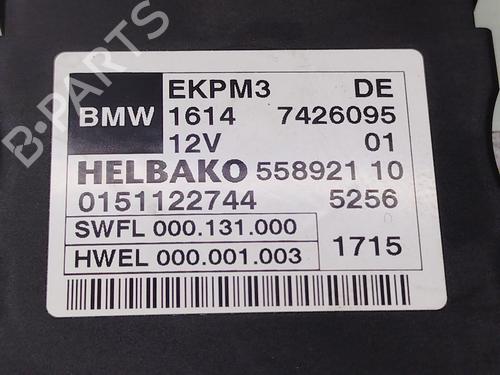 B-PARTS
BMW
EKPM3 DE
1614 7426095
12V 01
HELBAKO 558921 10
0151122744 5256
SWFL 000.131.000
HWEL 000.001.003 1715